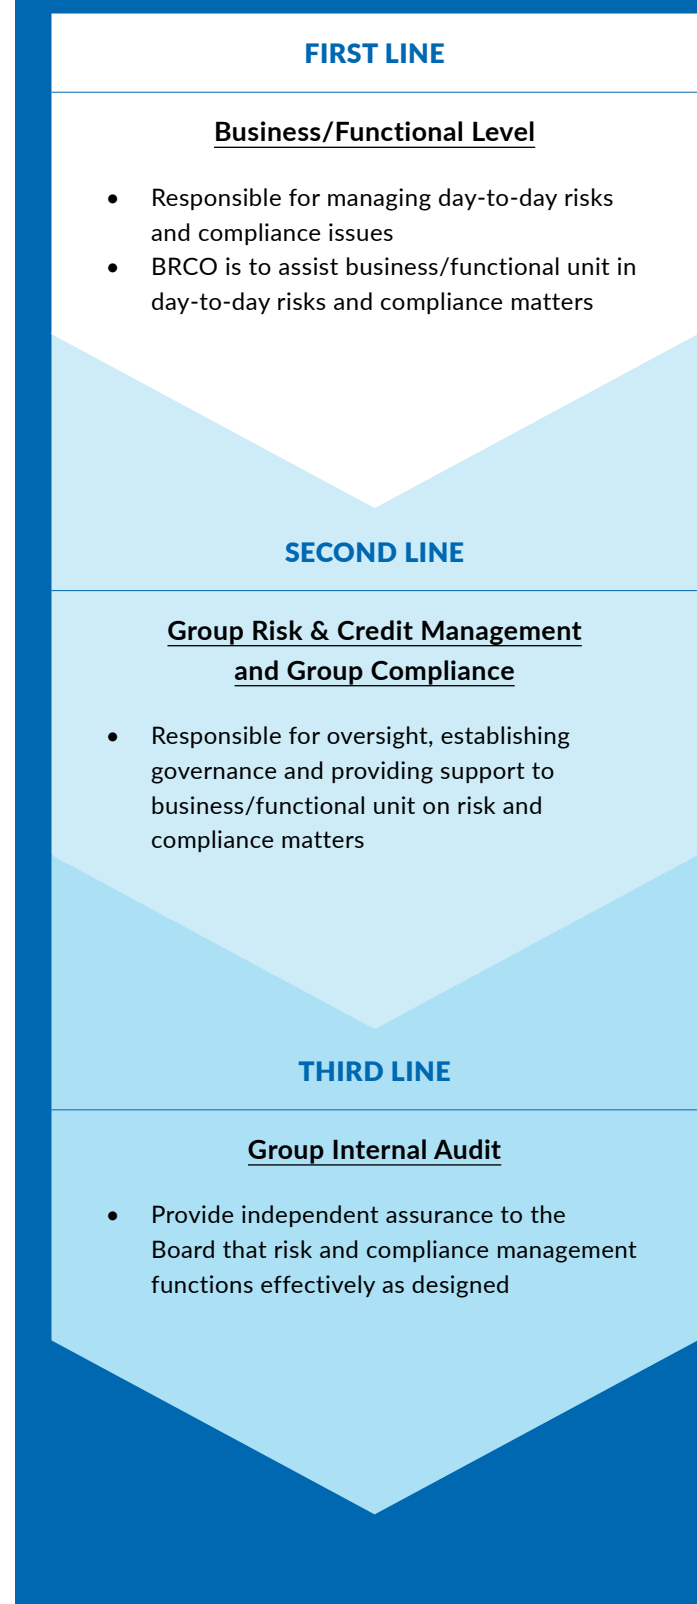 FIRST LINE
Business/Functional Level
• Responsible for managing day-to-day risks
and compliance issues
• BRCO is to assist business/functional unit in
day-to-day risks and compliance matters
SECOND LINE
Group Risk & Credit Management
and Group Compliance
• Responsible for oversight, establishing
governance and providing support to
business/functional unit on risk and
compliance matters
THIRD LINE
Group Internal Audit
• Provide independent assurance to the
Board that risk and compliance management
functions effectively as designed